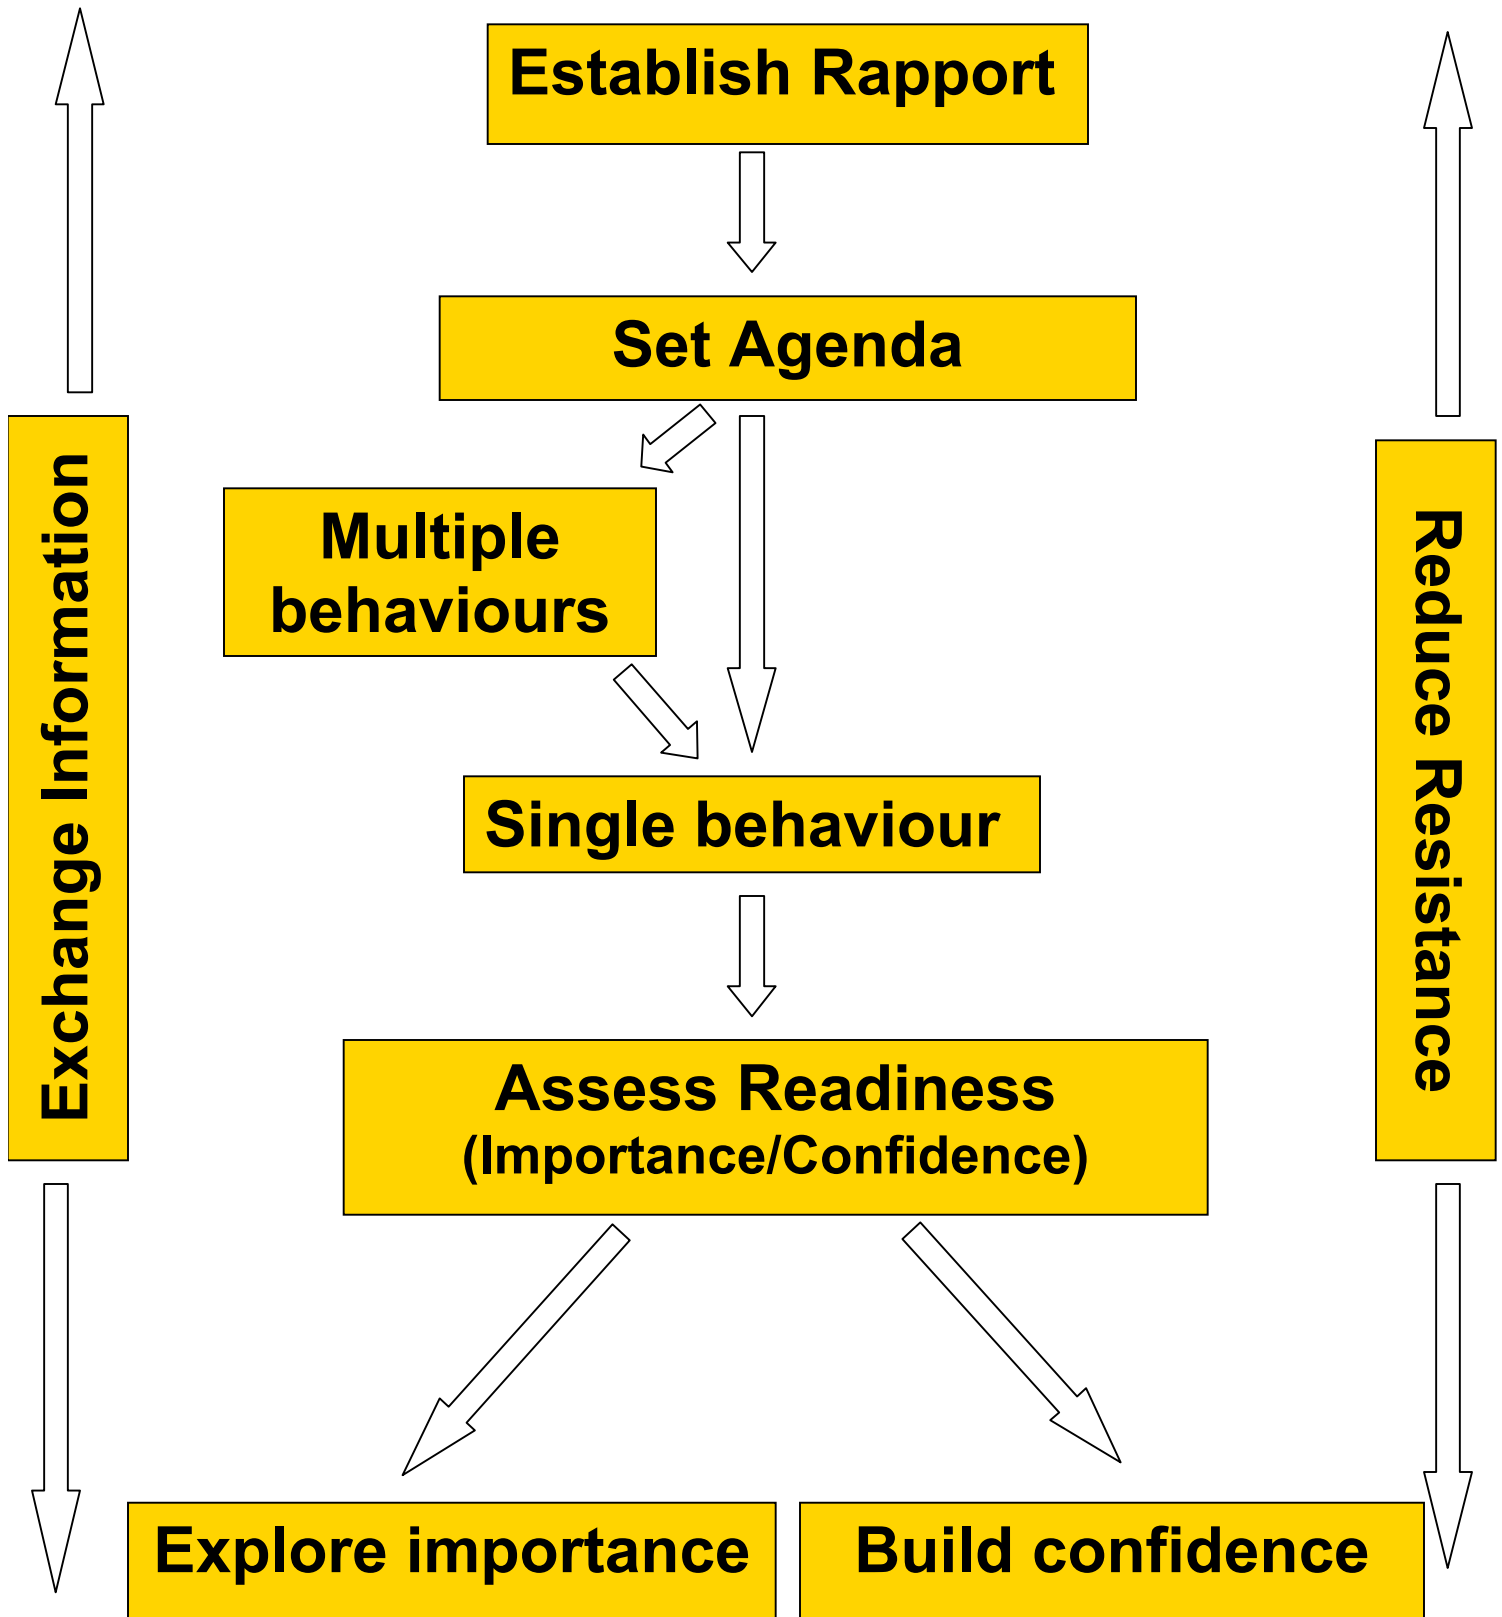 Establish Rapport
Set Agenda
Multiple
behaviours
Single behaviour
Assess Readiness
(Importance/Confidence)
Explore importance
Build confidence
Exchange Information
Reduce Resistance